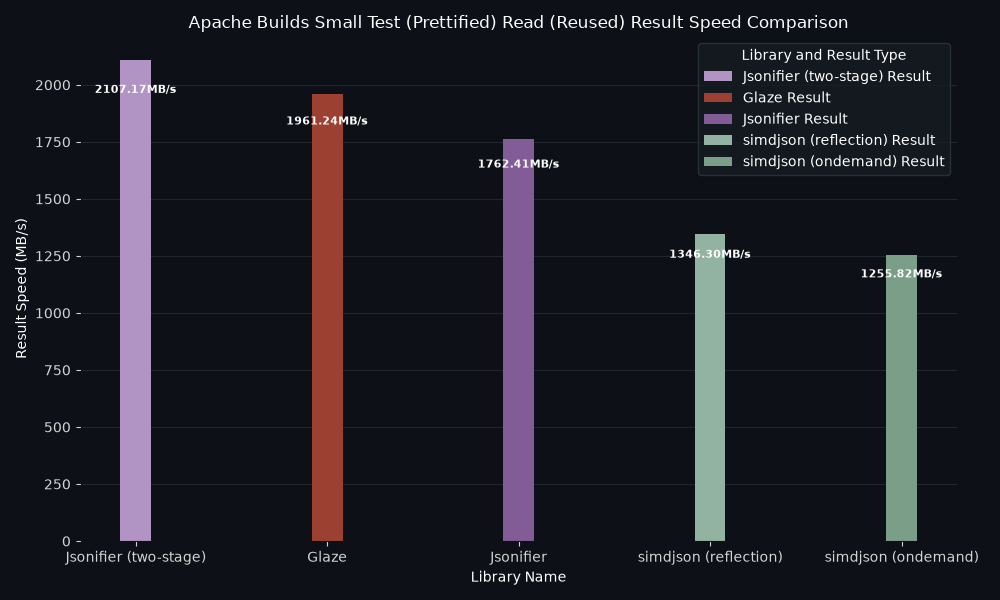 Apache Builds Small Test (Prettified) Read (Reused) Result Speed Comparison
Library and Result Type
Jsonifier (two-stage) Result
Glaze Result
Jsonifier Result
simdjson (reflection) Result
simdjson (ondemand) Result
Result Speed (MB/s)
2000
1750
1500
1250
1000
750
500
250
0
2107.17MB/s
1961.24MB/s
1762.41MB/s
1346.30MB/s
1255.82MB/s
Jsonifier (two-stage)
Glaze
Jsonifier
simdjson (reflection)
simdjson (ondemand)
Library Name